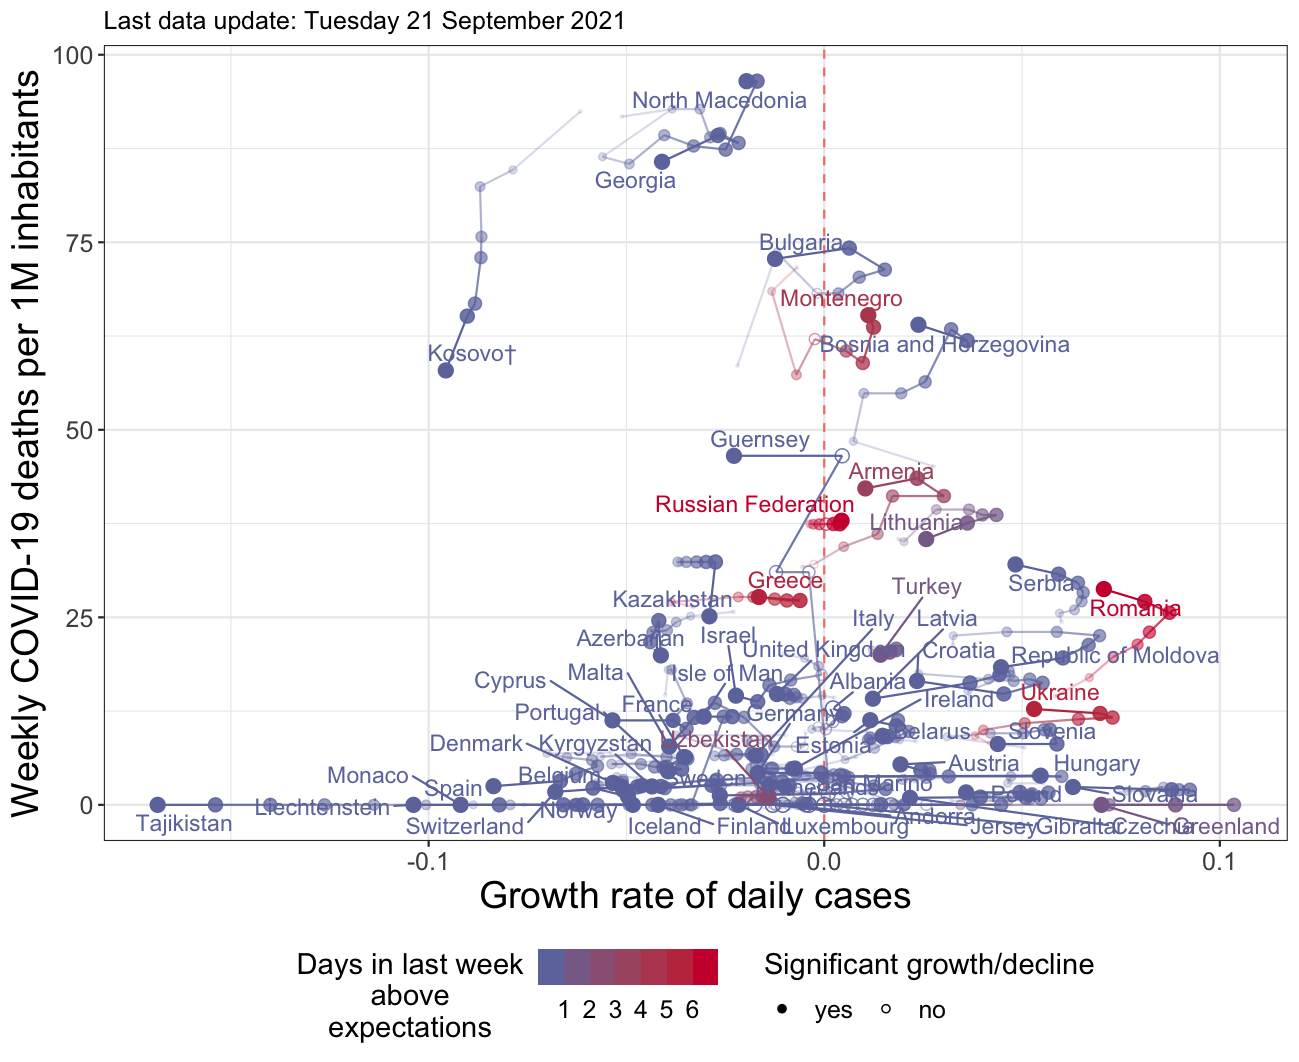 Last data update: Tuesday 21 September 2021
Weekly COVID-19 deaths per 1M inhabitants
100
75
50
25
0
North Macedonia
Georgia
Bulgaria
Montenegro
Bosnia and Herzegovina
Kosovo†
Guernsey
Armenia
Russian Federation
Lithuania
Greece
Serbia
Turkey
Kazakhstan
Romania
Italy
Latvia
Azerbaijan
Israel
United Kingdom
Croatia
Republic of Moldova
Malta
Isle of Man
Cyprus
Albania
Ukraine
France
Ireland
Portugal
Germany
Belarus
Slovenia
Denmark
Kyrgyzstan
Uzbekistan
Estonia
Austria
Hungary
Monaco
Belgium
Sweden
Spain
San Marino
Poland
Slovakia
Liechtenstein
Norway
Andorra
Tajikistan
Switzerland
Iceland
Finland
Luxembourg
Jersey
Gibraltar
Czechia
Greenland
-0.1
0.0
0.1
Growth rate of daily cases
Days in last week
above
expectations
1 2 3 4 5 6
Significant growth/decline
yes
no